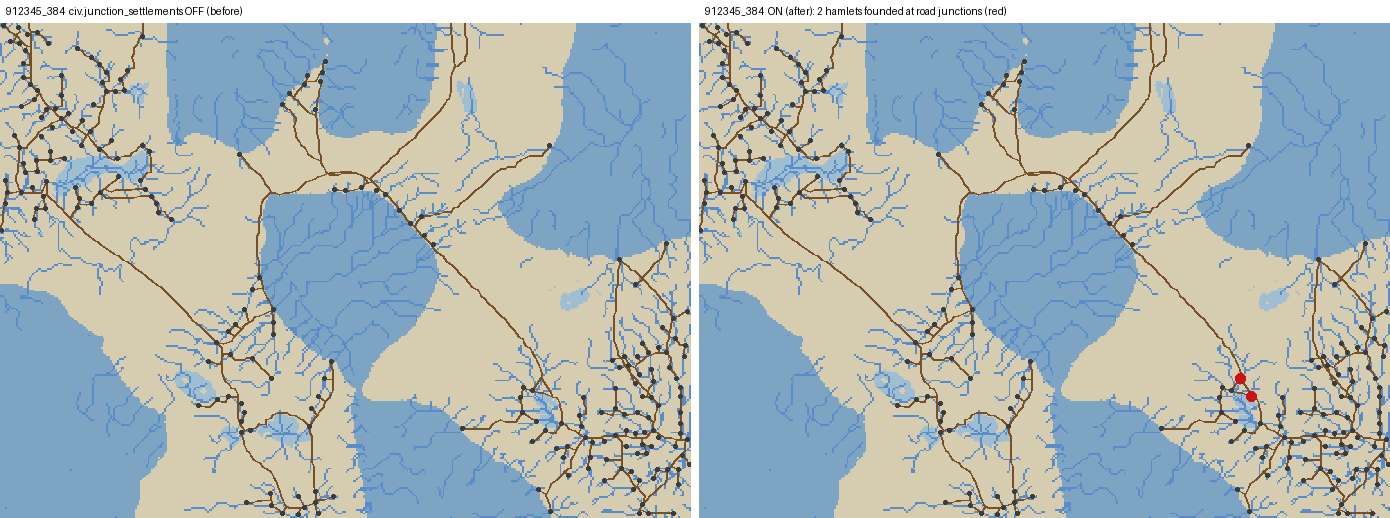 912345_384 civ.junction_settlements OFF (before)
912345_384 ON (after): 2 hamlets founded at road junctions (red)